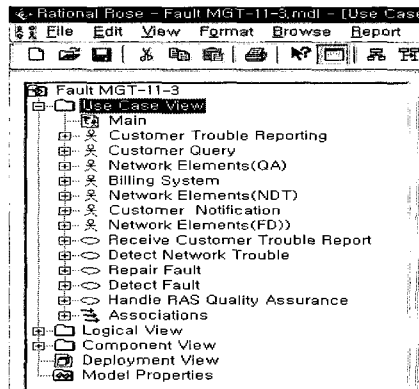 Rational Rose - Fault MGT-11-3.mdl - [Use Case
File Edit View Format Browse Report
Fault MGT-11-3
Use Case View
Main
Customer Trouble Reporting
Customer Query
Network Elements(QA)
Billing System
Network Elements(NDT)
Customer Notification
Network Elements(FD))
Receive Customer Trouble Report
Detect Network Trouble
Repair Fault
Detect Fault
Handle RAS Quality Assurance
Associations
Logical View
Component View
Deployment View
Model Properties